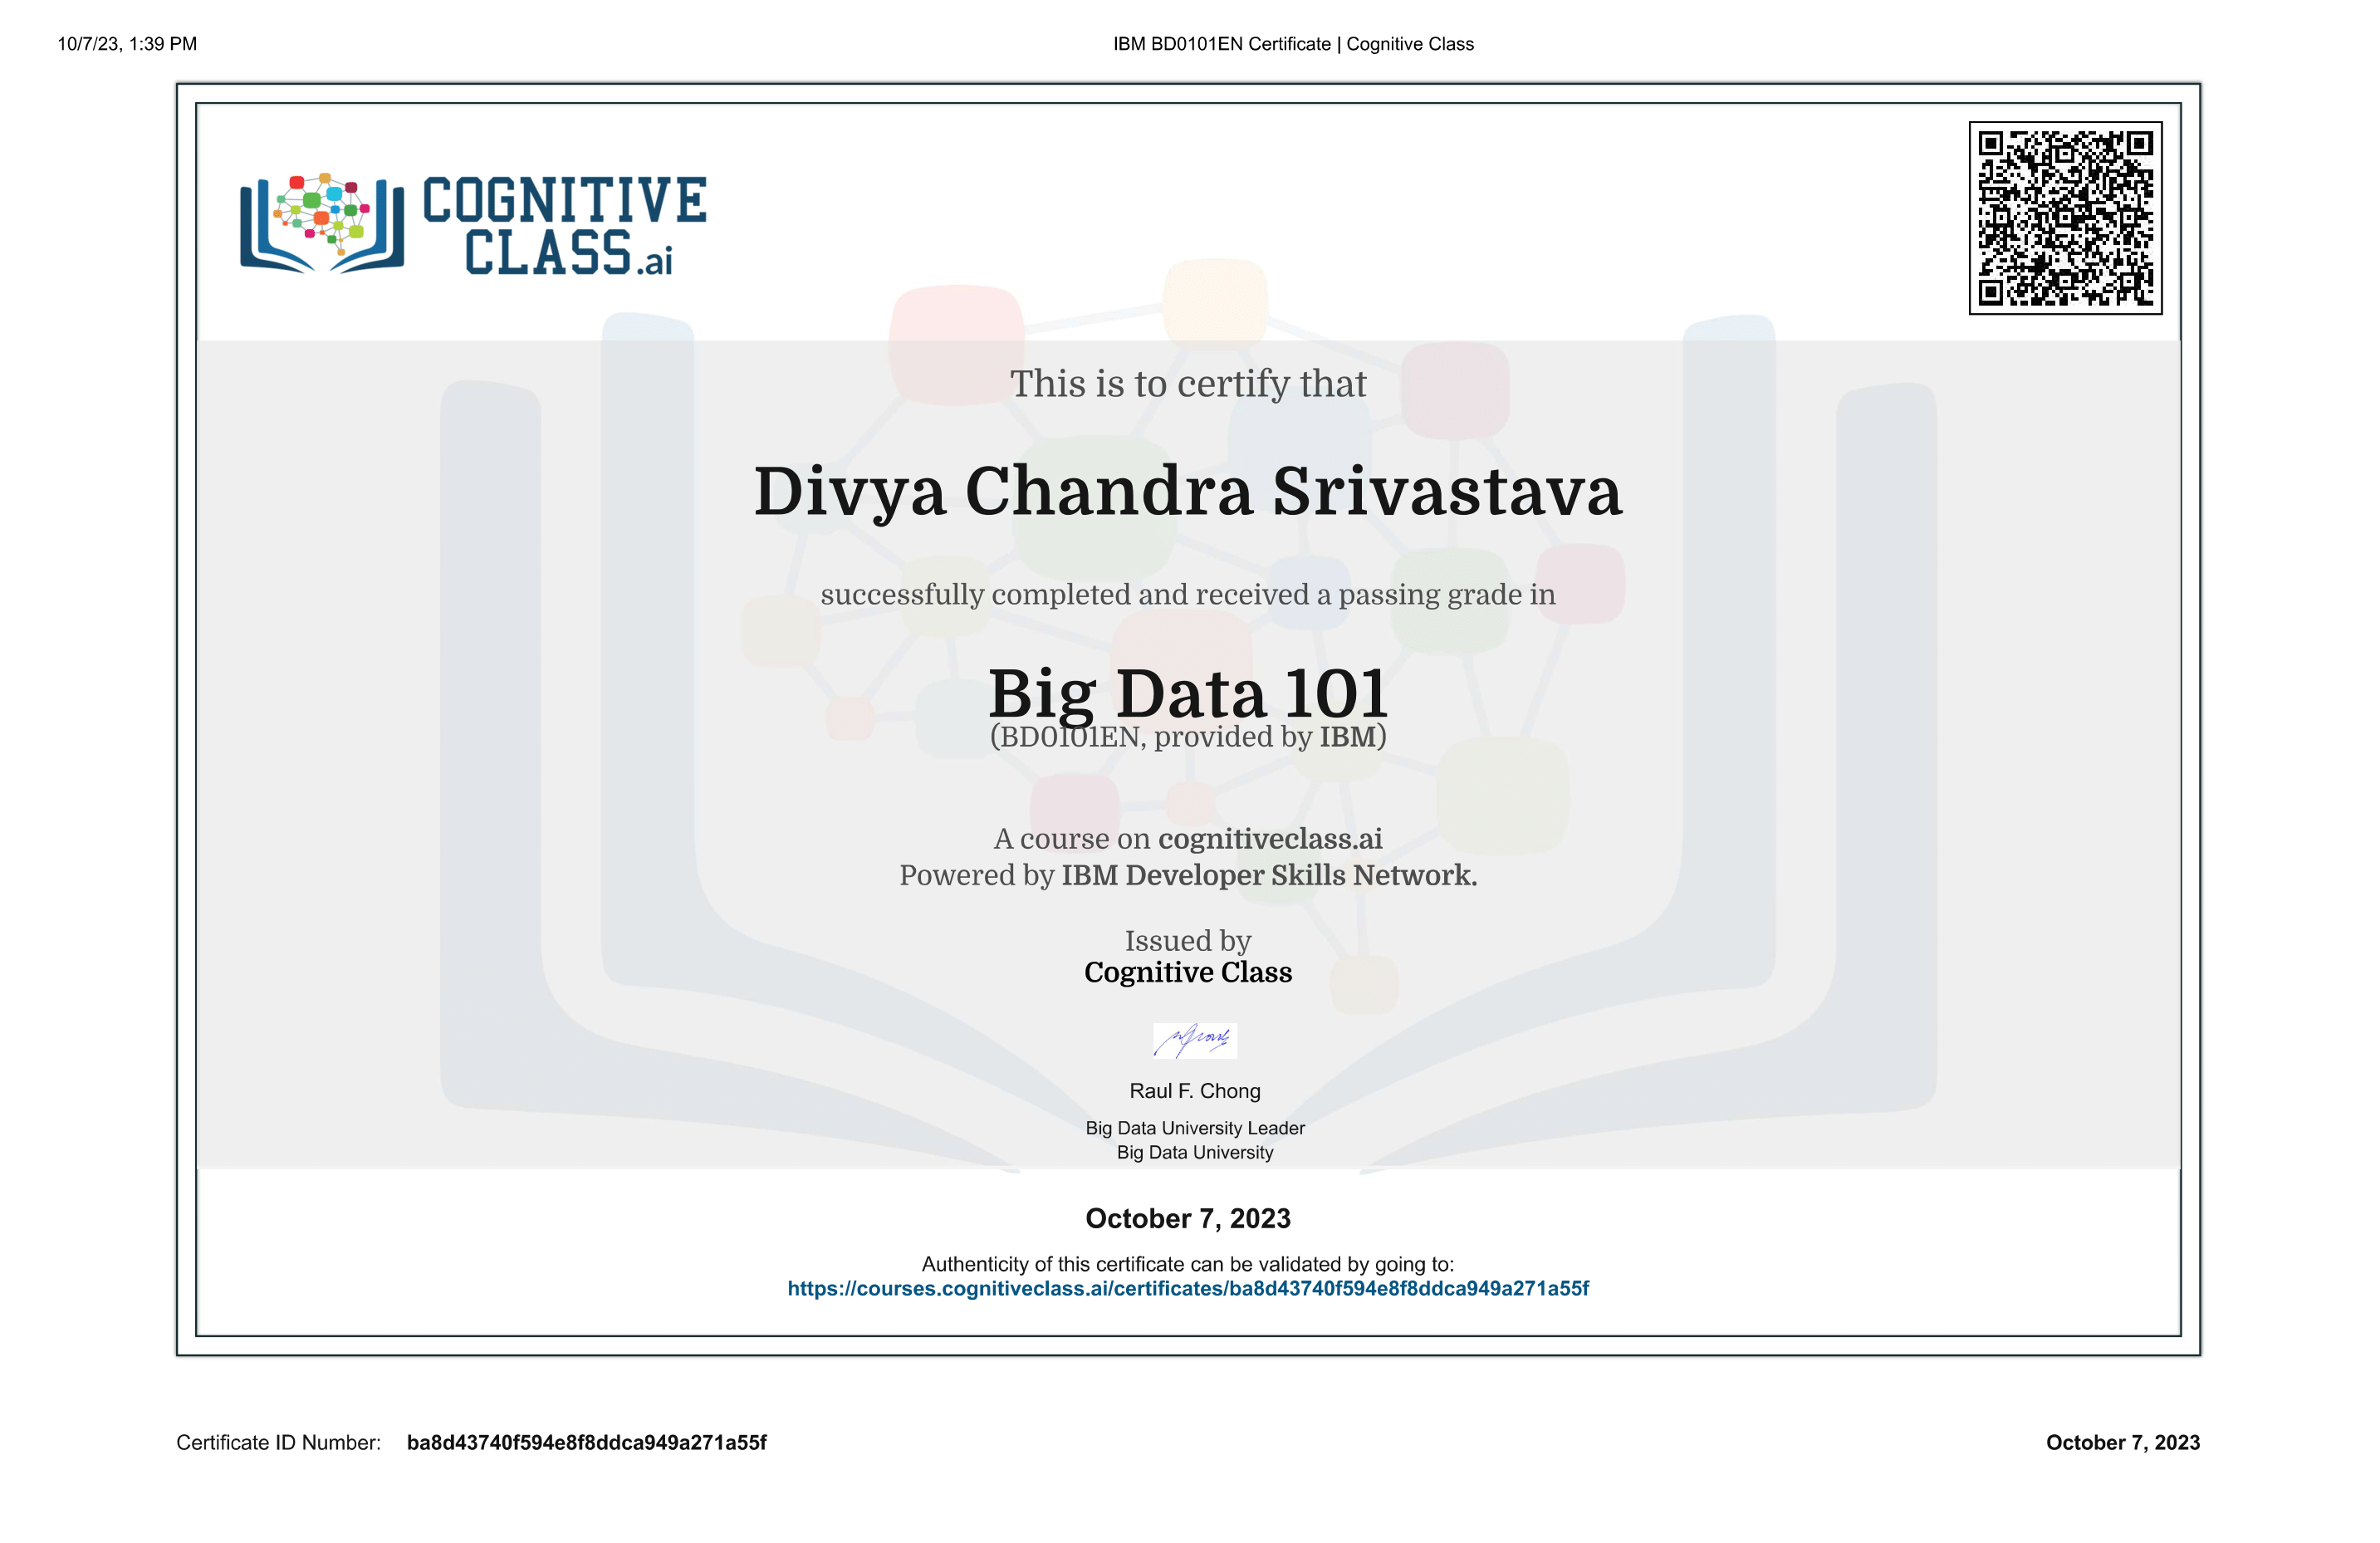 10/7/23, 1:39 PM
IBM BD0101EN Certificate | Cognitive Class
COGNITIVE
CLASS.ai
This is to certify that
Divya Chandra Srivastava
successfully completed and received a passing grade in
Big Data 101
(BD0101EN, provided by IBM)
A course on cognitiveclass.ai
Powered by IBM Developer Skills Network.
Issued by
Cognitive Class
Raul F. Chong
Big Data University Leader
Big Data University
October 7, 2023
Authenticity of this certificate can be validated by going to:
https://courses.cognitiveclass.ai/certificates/ba8d43740f594e8f8ddca949a271a55f
Certificate ID Number: ba8d43740f594e8f8ddca949a271a55f
October 7, 2023